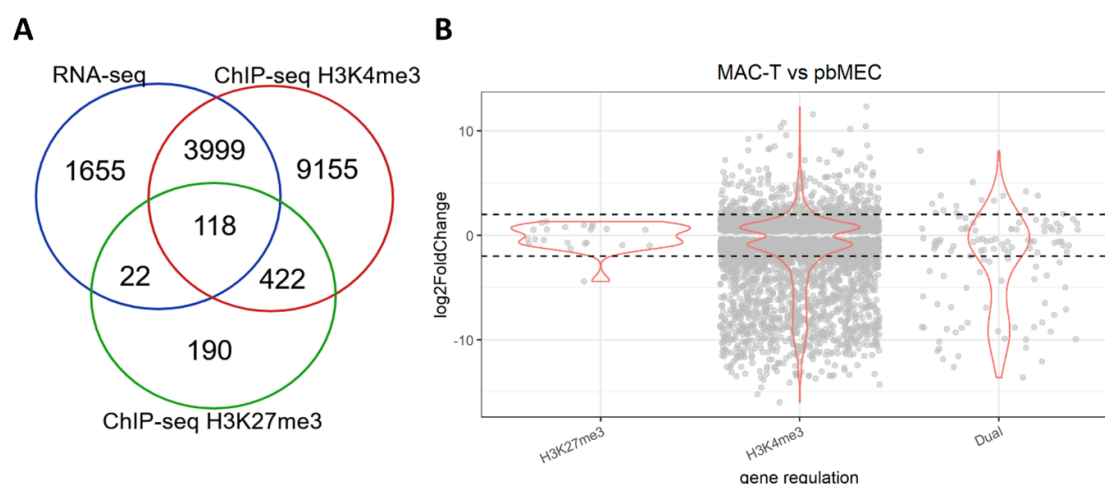 A
RNA-seq
ChIP-seq H3K4me3
1655
3999
9155
118
22
422
190
ChIP-seq H3K27me3
B
MAC-T vs pbMEC
log2FoldChange
10
0
-10
H3K27me3
H3K4me3
Dual
gene regulation